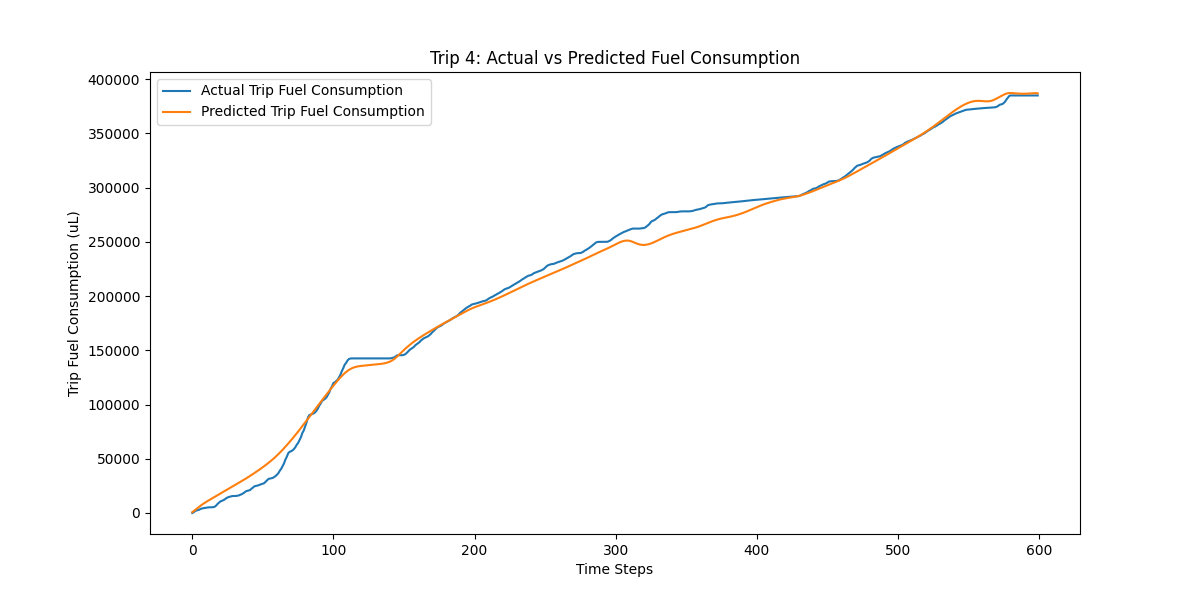 Trip 4: Actual vs Predicted Fuel Consumption
Actual Trip Fuel Consumption
Predicted Trip Fuel Consumption
Trip Fuel Consumption (uL)
400000
350000
300000
250000
200000
150000
100000
50000
0
0 100 200 300 400 500 600
Time Steps